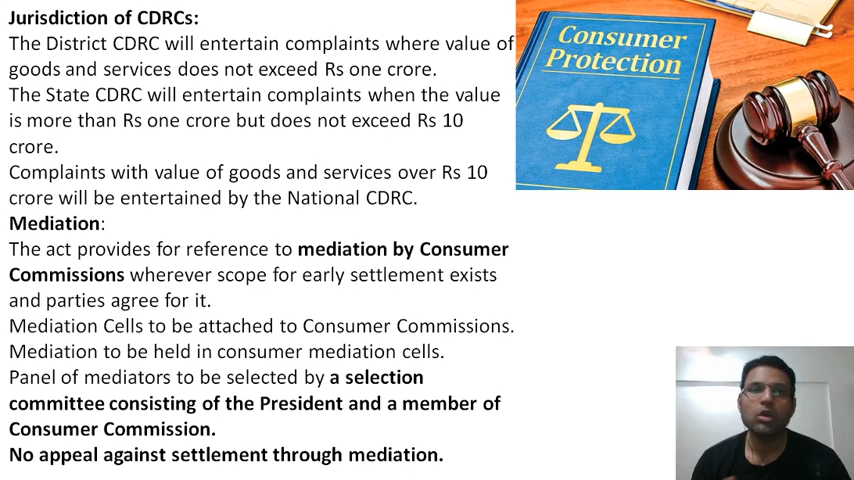 Jurisdiction of CDRCs:
The District CDRC will entertain complaints where value of
goods and services does not exceed Rs one crore.
The State CDRC will entertain complaints when the value
is more than Rs one crore but does not exceed Rs 10
crore.
Complaints with value of goods and services over Rs 10
crore will be entertained by the National CDRC.
Mediation:
The act provides for reference to mediation by Consumer
Commissions wherever scope for early settlement exists
and parties agree for it.
Mediation Cells to be attached to Consumer Commissions.
Mediation to be held in consumer mediation cells.
Panel of mediators to be selected by a selection
committee consisting of the President and a member of
Consumer Commission.
No appeal against settlement through mediation.
Consumer
Protection